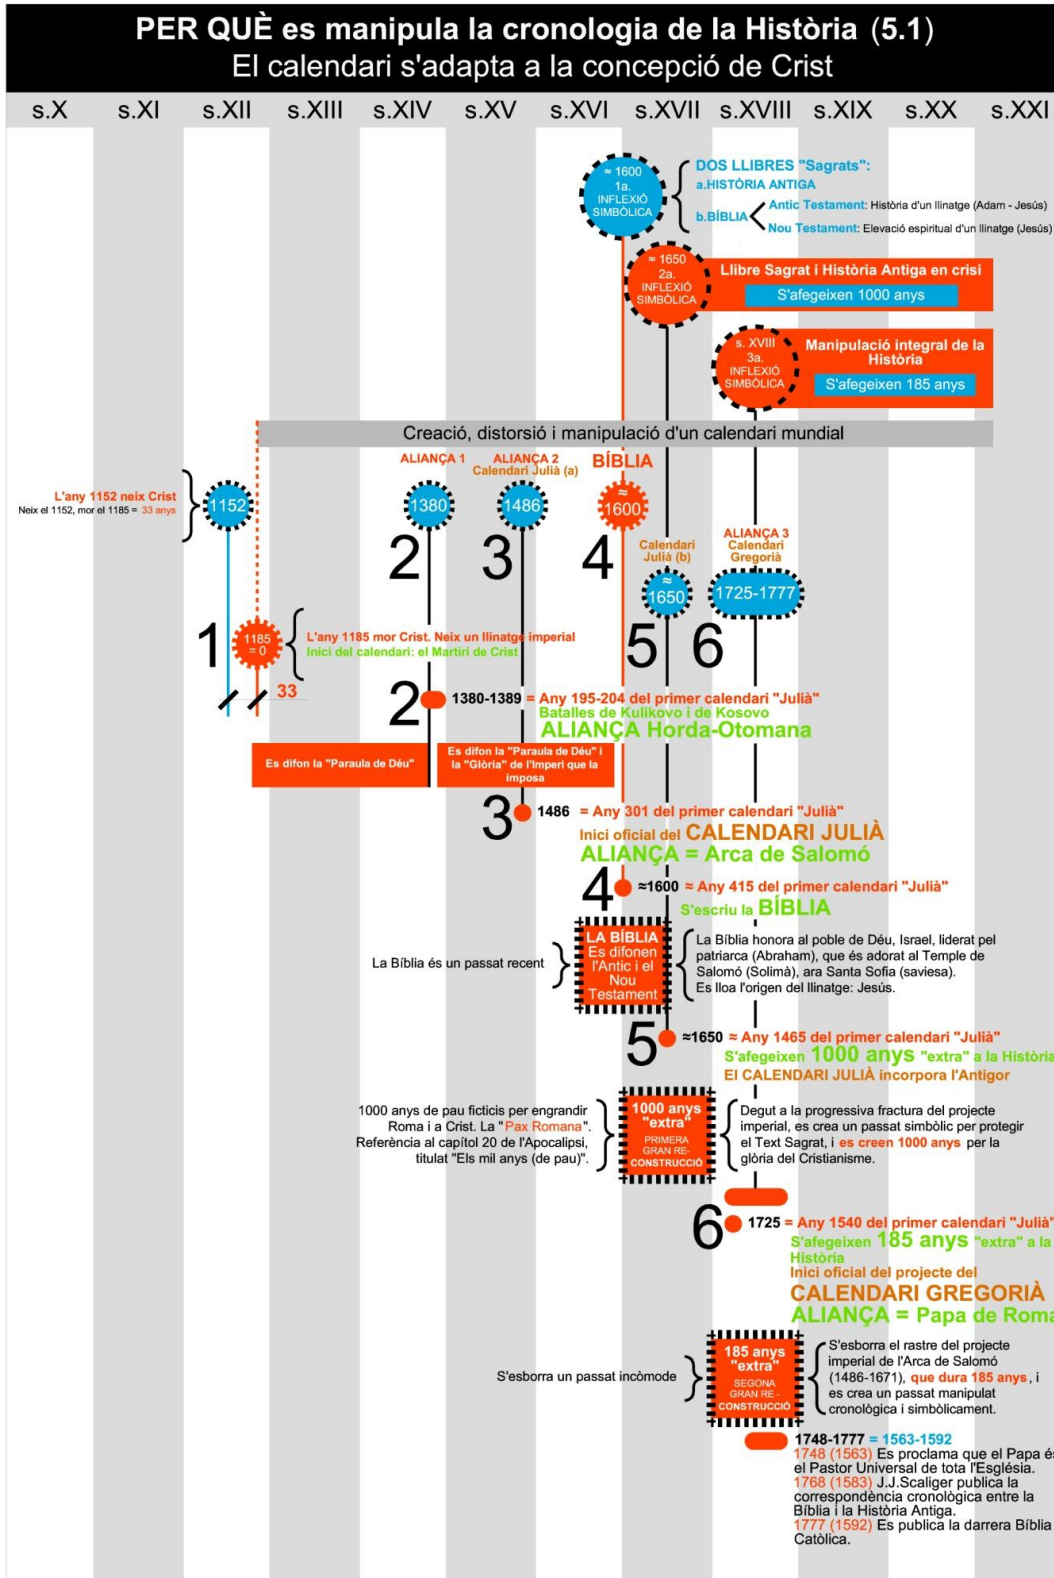 PER QUÈ es manipula la cronologia de la Història (5.1)
El calendari s'adapta a la concepció de Crist
s.X s.XI s.XII s.XIII s.XIV s.XV s.XVI s.XVII s.XVIII s.XIX s.XX s.XXI
≈ 1600
1a.
INFLEXIÓ
SIMBÒLICA
DOS LLIBRES "Sagrats":
a.HISTÒRIA ANTIGA
b.BÍBLIA
Antic Testament: Història d'un llinatge (Adam - Jesús)
Nou Testament: Elevació espiritual d'un llinatge (Jesús)
≈ 1650
2a.
INFLEXIÓ
SIMBÒLICA
Llibre Sagrat i Història Antiga en crisi
S'afegeixen 1000 anys
s. XVIII
3a.
INFLEXIÓ
SIMBÒLICA
Manipulació integral de la
Història
S'afegeixen 185 anys
Creació, distorsió i manipulació d'un calendari mundial
L'any 1152 neix Crist
Neix el 1152, mor el 1185 = 33 anys
1152
ALIANÇA 1
1380
2
ALIANÇA 2
Calendari Julià (a)
1486
3
BÍBLIA
≈
1600
4
Calendari
Julià (b)
≈
1650
5
ALIANÇA 3
Calendari
Gregorià
1725-1777
6
1
1185
= 0
L'any 1185 mor Crist. Neix un llinatge imperial
Inici del calendari: el Martiri de Crist
33
2
1380-1389 = Any 195-204 del primer calendari "Julià"
Batalles de Kulikovo i de Kosovo
ALIANÇA Horda-Otomana
Es difon la "Paraula de Déu"
Es difon la "Paraula de Déu" i
la "Glòria" de l'Imperi que la
imposa
3
1486 = Any 301 del primer calendari "Julià"
Inici oficial del CALENDARI JULIÀ
ALIANÇA = Arca de Salomó
4
≈1600 ≈ Any 415 del primer calendari "Julià"
S'escriu la BÍBLIA
La Bíblia és un passat recent
LA BÍBLIA
Es difonen
l'Antic i el
Nou
Testament
La Bíblia honora al poble de Déu, Israel, liderat pel
patriarca (Abraham), que és adorat al Temple de
Salomó (Solimà), ara Santa Sofia (saviesa).
Es lloa l'origen del llinatge: Jesús.
5
≈1650 ≈ Any 1465 del primer calendari "Julià"
S'afegeixen 1000 anys "extra" a la Història
El CALENDARI JULIÀ incorpora l'Antigor
1000 anys de pau ficticis per engrandir
Roma i a Crist. La "Pax Romana".
Referència al capítol 20 de l'Apocalipsi,
titulat "Els mil anys (de pau)".
1000 anys
"extra"
PRIMERA
GRAN RE-
CONSTRUCCIÓ
Degut a la progressiva fractura del projecte
imperial, es crea un passat simbòlic per protegir
el Text Sagrat, i es creen 1000 anys per la
glòria del Cristianisme.
6
1725 = Any 1540 del primer calendari "Julià"
S'afegeixen 185 anys "extra" a la
Història
Inici oficial del projecte del
CALENDARI GREGORIÀ
ALIANÇA = Papa de Roma
S'esborra un passat incòmode
185 anys
"extra"
SEGONA
GRAN RE -
CONSTRUCCIÓ
S'esborra el rastre del projecte
imperial de l'Arca de Salomó
(1486-1671), que dura 185 anys, i
es crea un passat manipulat
cronològica i simbòlicament.
1748-1777 = 1563-1592
1748 (1563) Es proclama que el Papa és
el Pastor Universal de tota l'Església.
1768 (1583) J.J.Scaliger publica la
correspondència cronològica entre la
Bíblia i la Història Antiga.
1777 (1592) Es publica la darrera Bíblia
Catòlica.